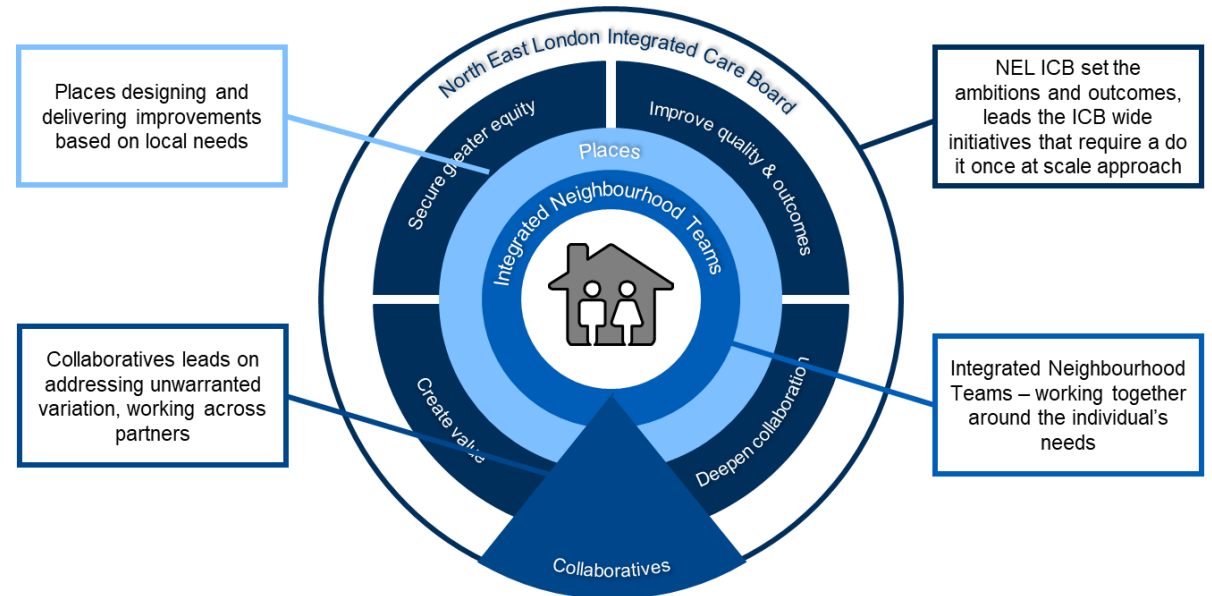 North East London Integrated Care Board
Places designing and
delivering improvements
based on local needs
NEL ICB set the
ambitions and outcomes,
leads the ICB wide
initiatives that require a do
it once at scale approach
Secure greater equity
Improve quality & outcomes
Places
Integrated Neighbourhood Teams
Collaboratives leads on
addressing unwarranted
variation, working across
partners
Integrated Neighbourhood
Teams – working together
around the individual's
needs
Create value
Deepen collaboration
Collaboratives